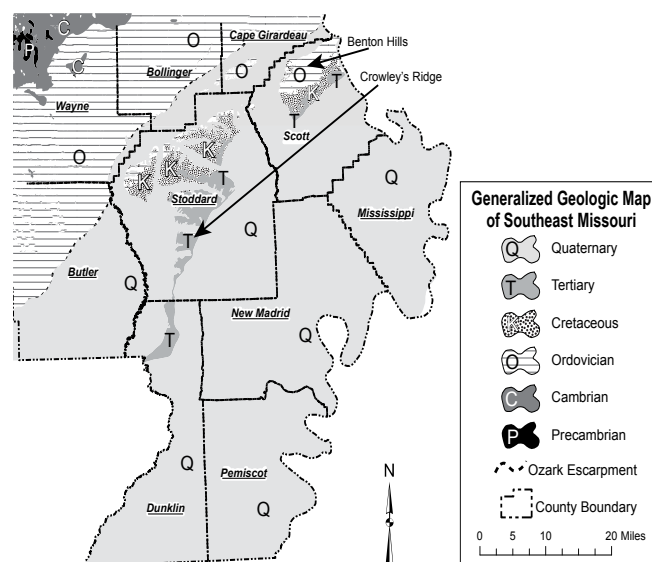 Cape Girardeau
Benton Hills
Crowley's Ridge
C
P
C
O
Bollinger
O
O
T
K
Wayne
T
Scott
K
O
K
K
T
Q
Stoddard
Mississippi
T
Q
Butler
Q
New Madrid
T
Q
Q
Pemiscot
Dunklin
Q
N
Generalized Geologic Map
of Southeast Missouri
Q Quaternary
T Tertiary
Cretaceous
O Ordovician
C Cambrian
P Precambrian
Ozark Escarpment
County Boundary
0 5 10 20 Miles